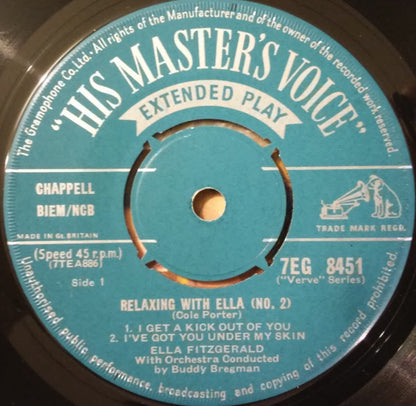 The Gramophone Co. Ltd. All rights of the Manufacturer and of the owner of the recorded work reserved.
"HIS MASTER'S VOICE"
EXTENDED PLAY
CHAPPELL
BIEM/NCB
MADE IN Gt. BRITAIN
TRADE MARK REGD.
(Speed 45 r.p.m.)
(7TEA886)
Side 1
7EG 8451
("Verve" Series)
RELAXING WITH ELLA (NO. 2)
(Cole Porter)
1. I GET A KICK OUT OF YOU
2. I'VE GOT YOU UNDER MY SKIN
ELLA FITZGERALD
With Orchestra Conducted
by Buddy Bregman
Unauthorised public performance, broadcasting and copying of this record prohibited.